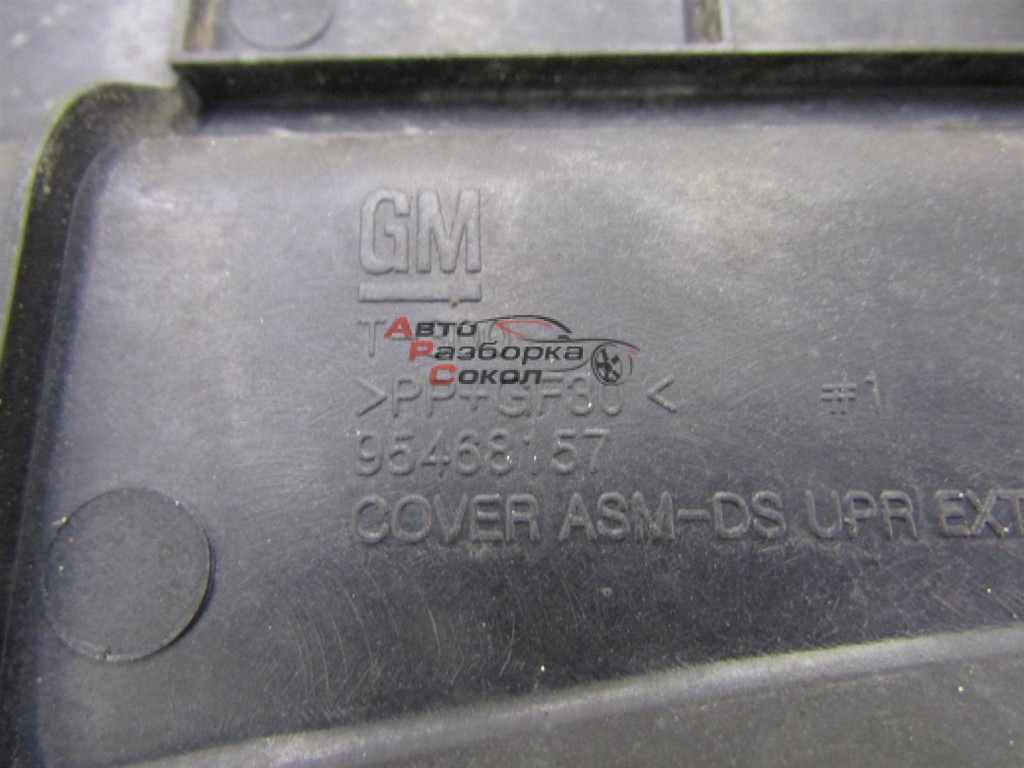 GM
Авто
Разборка
Сокол
>PP+GF30< #1
95468157
COVER ASM-DS UPR EXT